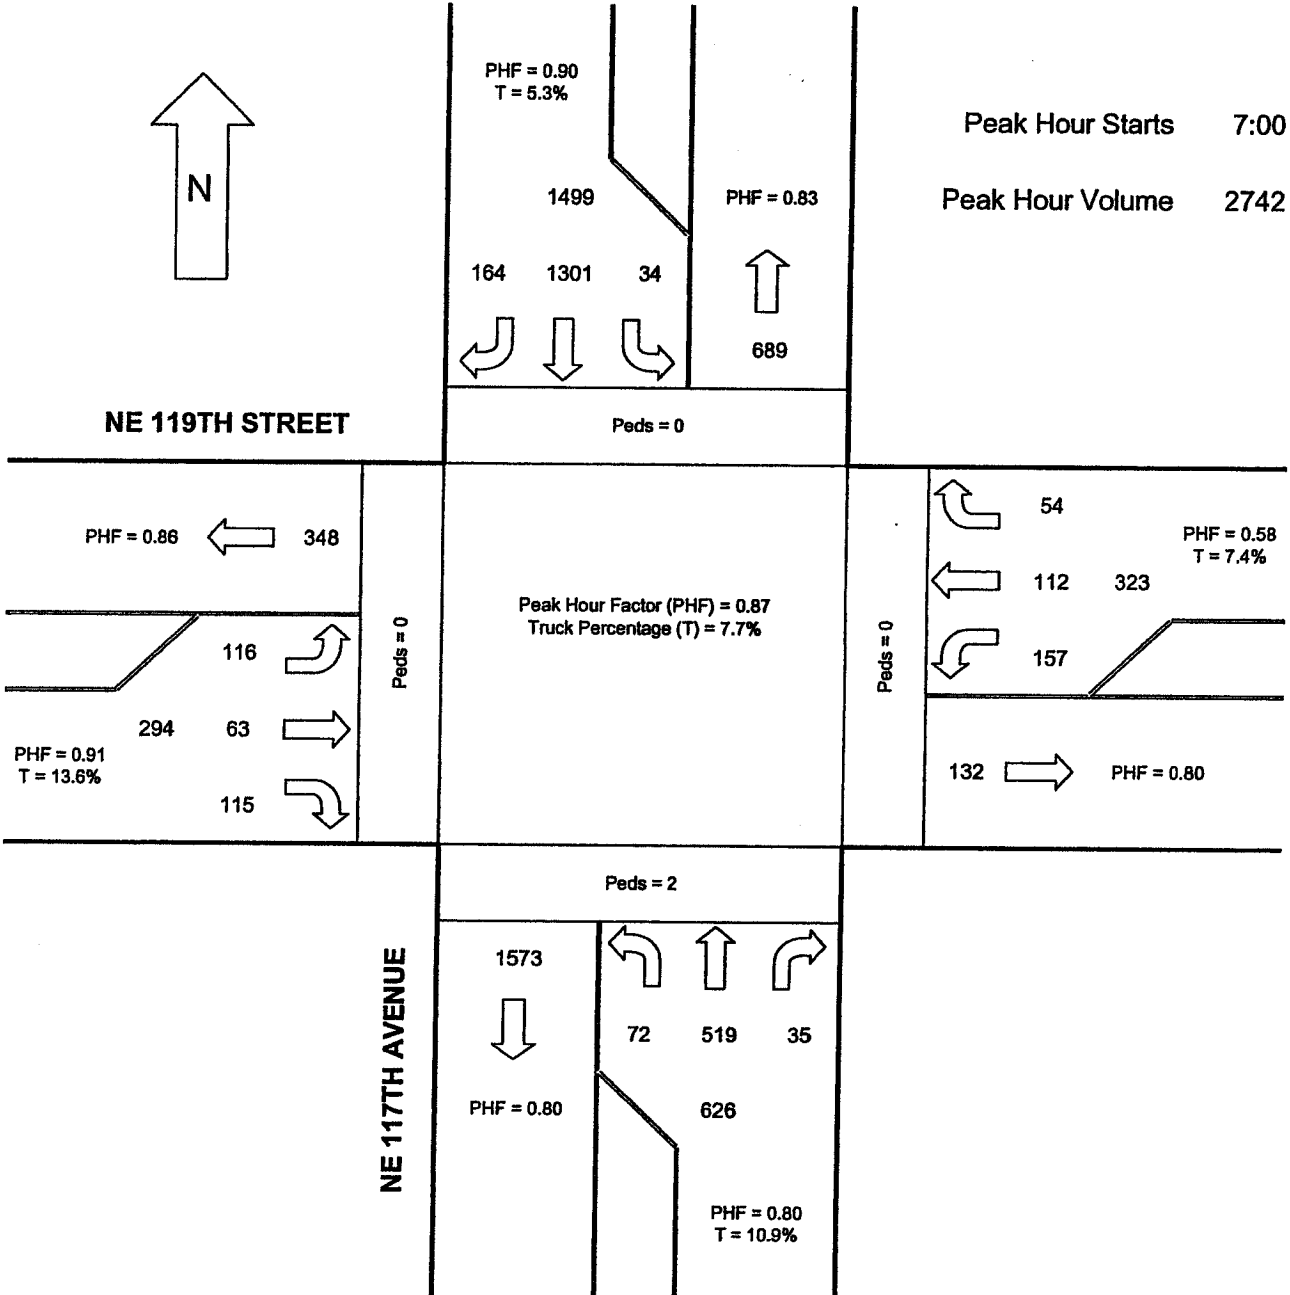 PHF = 0.90
T = 5.3%
Peak Hour Starts 7:00
N
1499
PHF = 0.83
Peak Hour Volume 2742
164 1301 34
689
NE 119TH STREET
Peds = 0
54
PHF = 0.86
348
PHF = 0.58
T = 7.4%
112 323
Peak Hour Factor (PHF) = 0.87
Truck Percentage (T) = 7.7%
Peds = 0
Peds = 0
116
157
294 63
PHF = 0.91
T = 13.6%
132
PHF = 0.80
115
Peds = 2
1573
72 519 35
NE 117TH AVENUE
PHF = 0.80
626
PHF = 0.80
T = 10.9%